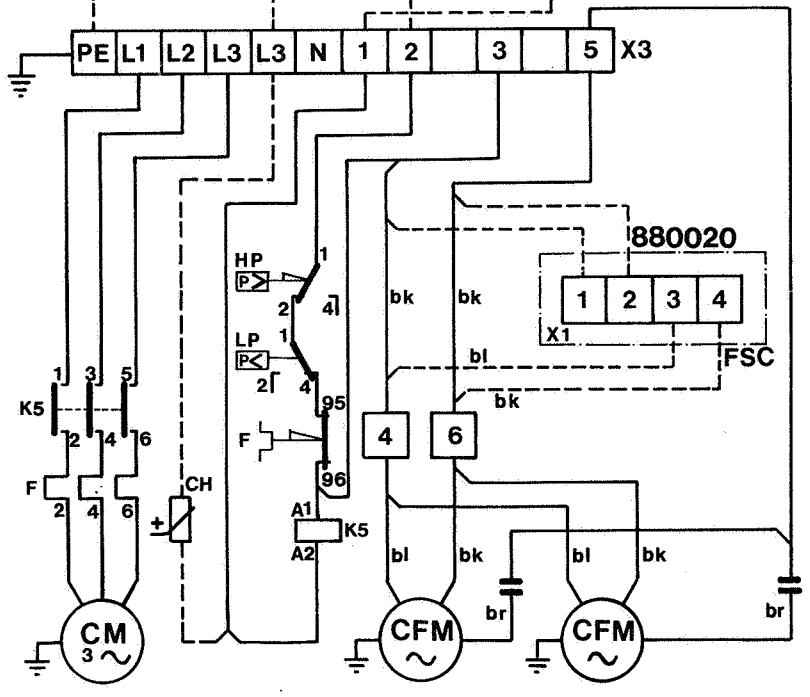 PE L1 L2 L3 L3 N 1 2 3 5 X3
880020
1 2 3 4
X1
FSC
HP
P>
1
2 4
bk bk
LP
P<
1
2 4
bl
bk
1 3 5
K5
2 4 6
95
F
96
4 6
F
2 4 6
CH
+
A1
K5
A2
bl bk bl bk
br br
CM
3 ~
CFM
~
CFM
~